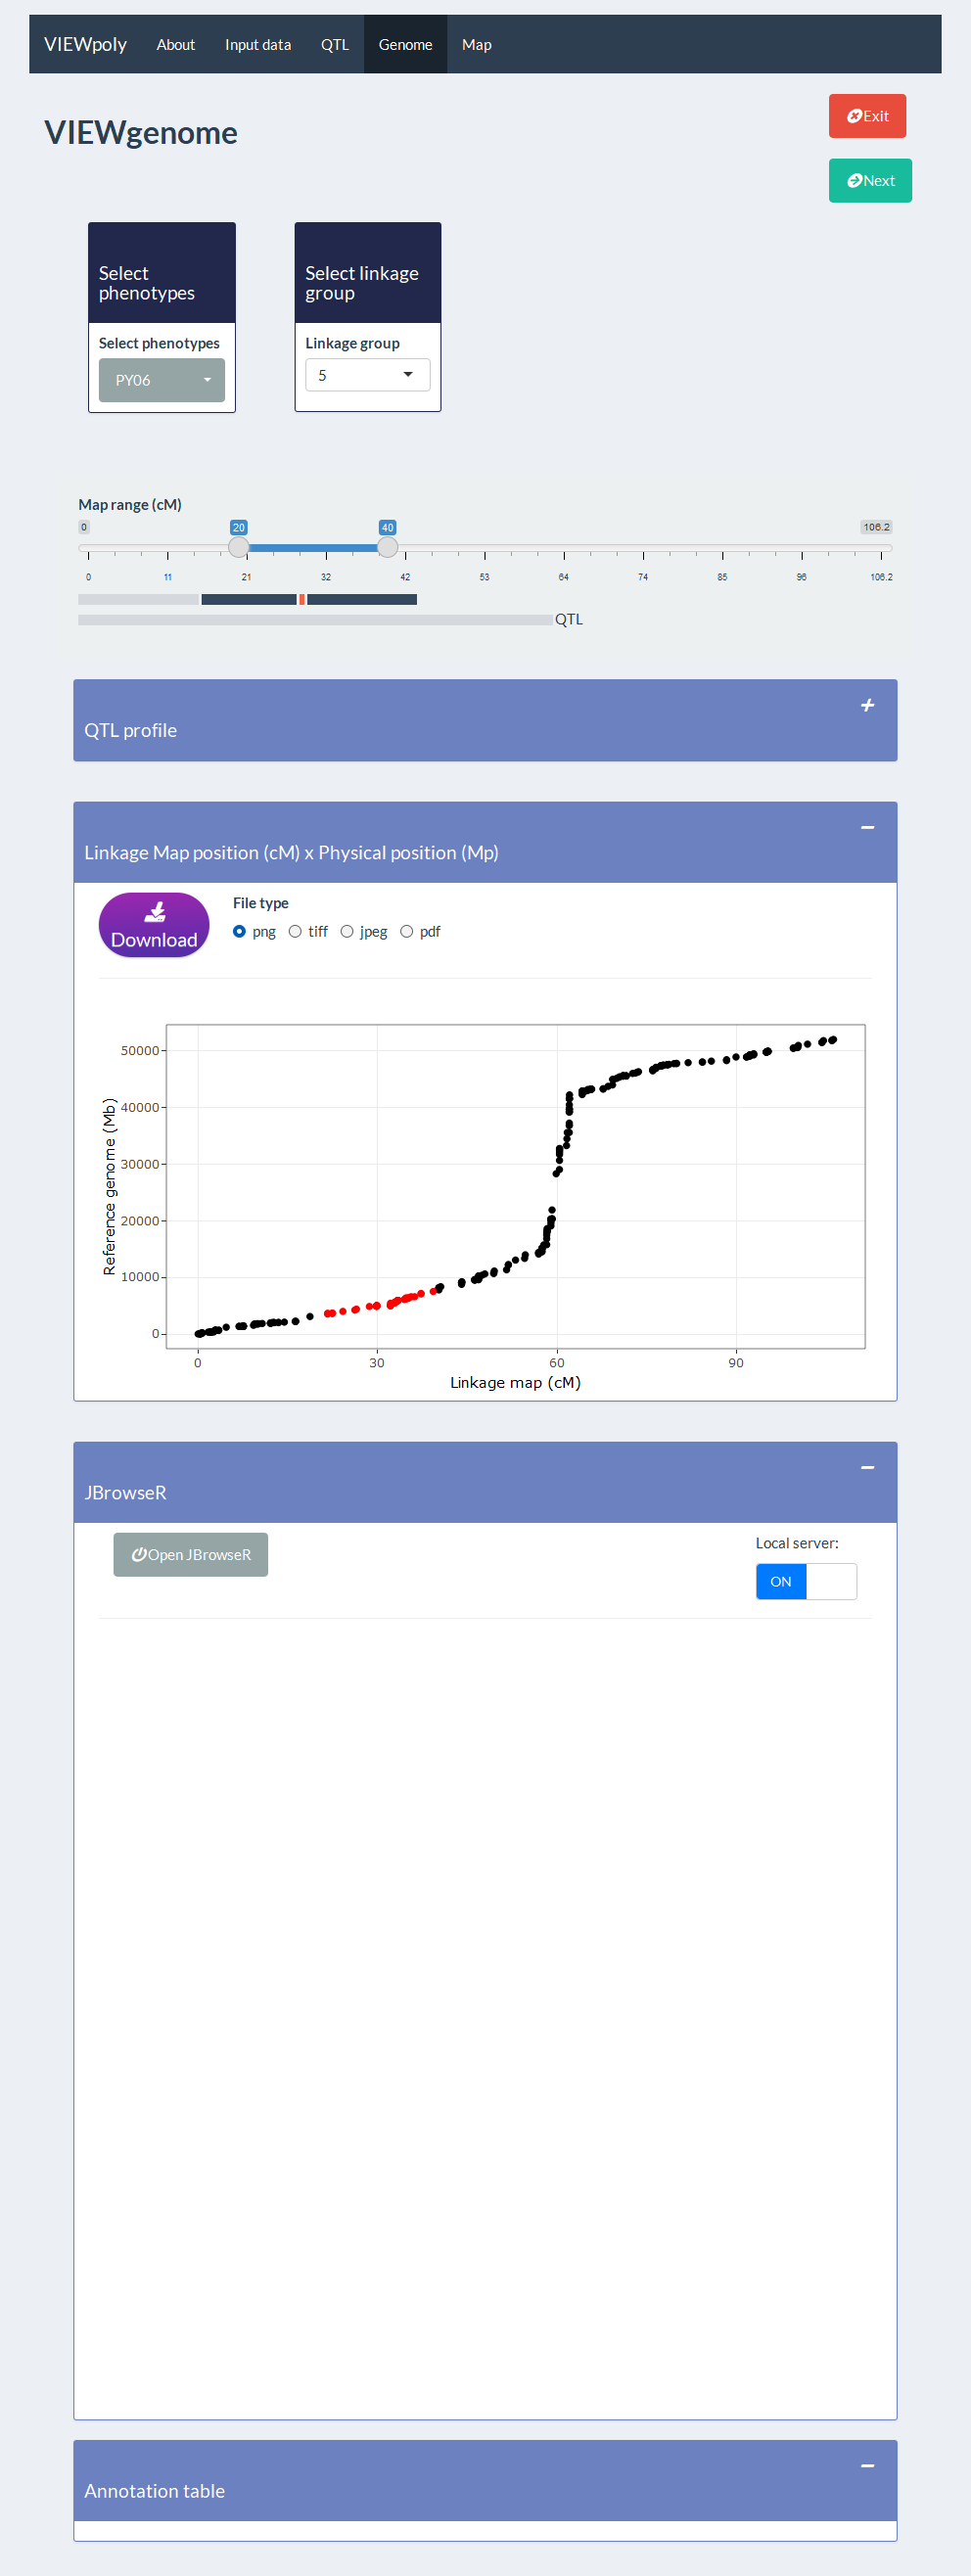 VIEWpoly About Input data QTL Genome Map
VIEWgenome
Exit
Next
Select phenotypes
Select phenotypes
PY06
Select linkage group
Linkage group
5
Map range (cM)
0 20 40 106.2
0 11 21 32 42 53 64 74 85 96 106.2
QTL
QTL profile
Linkage Map position (cM) x Physical position (Mp)
Download
File type
png tiff jpeg pdf
50000
40000
30000
20000
10000
0
Reference genome (Mb)
0 30 60 90
Linkage map (cM)
JBrowseR
Open JBrowseR
Local server:
ON
Annotation table